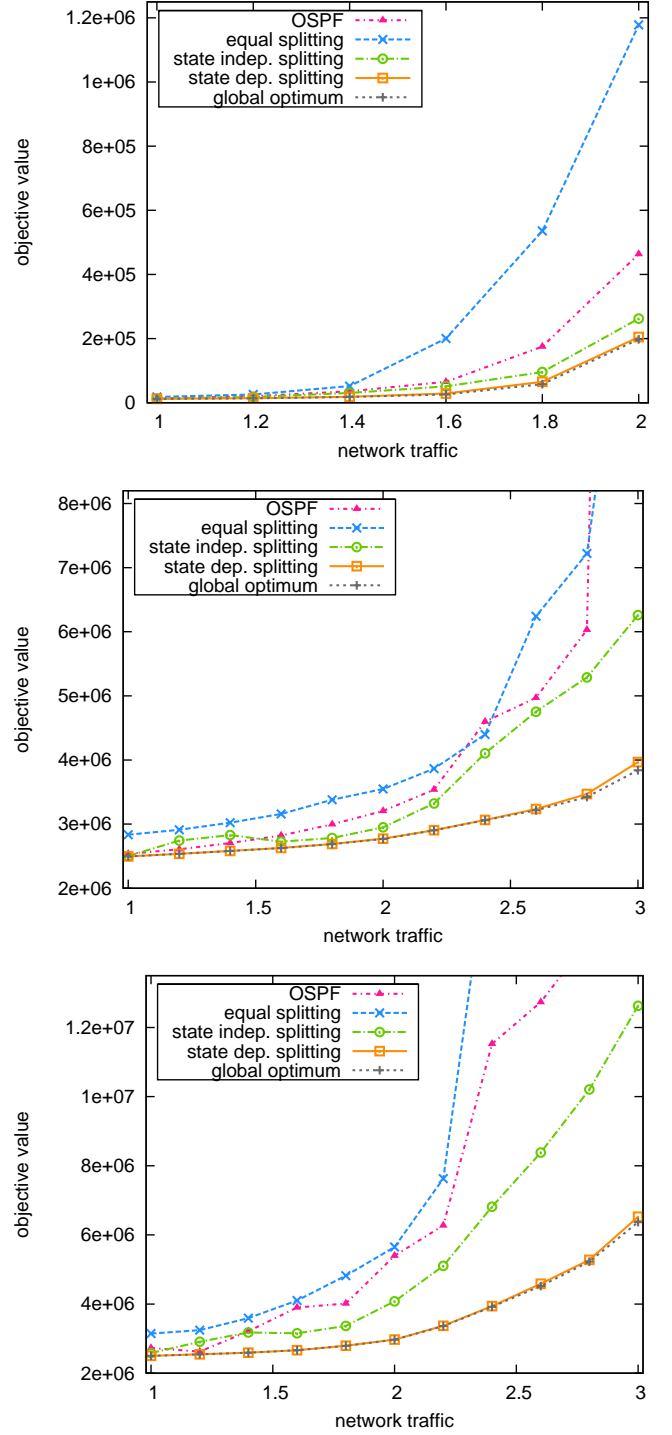 1.2e+06
1e+06
8e+05
6e+05
4e+05
2e+05
0
objective value
OSPF
equal splitting
state indep. splitting
state dep. splitting
global optimum
1 1.2 1.4 1.6 1.8 2
network traffic
8e+06
7e+06
6e+06
5e+06
4e+06
3e+06
2e+06
objective value
OSPF
equal splitting
state indep. splitting
state dep. splitting
global optimum
1 1.5 2 2.5 3
network traffic
1.2e+07
1e+07
8e+06
6e+06
4e+06
2e+06
objective value
OSPF
equal splitting
state indep. splitting
state dep. splitting
global optimum
1 1.5 2 2.5 3
network traffic